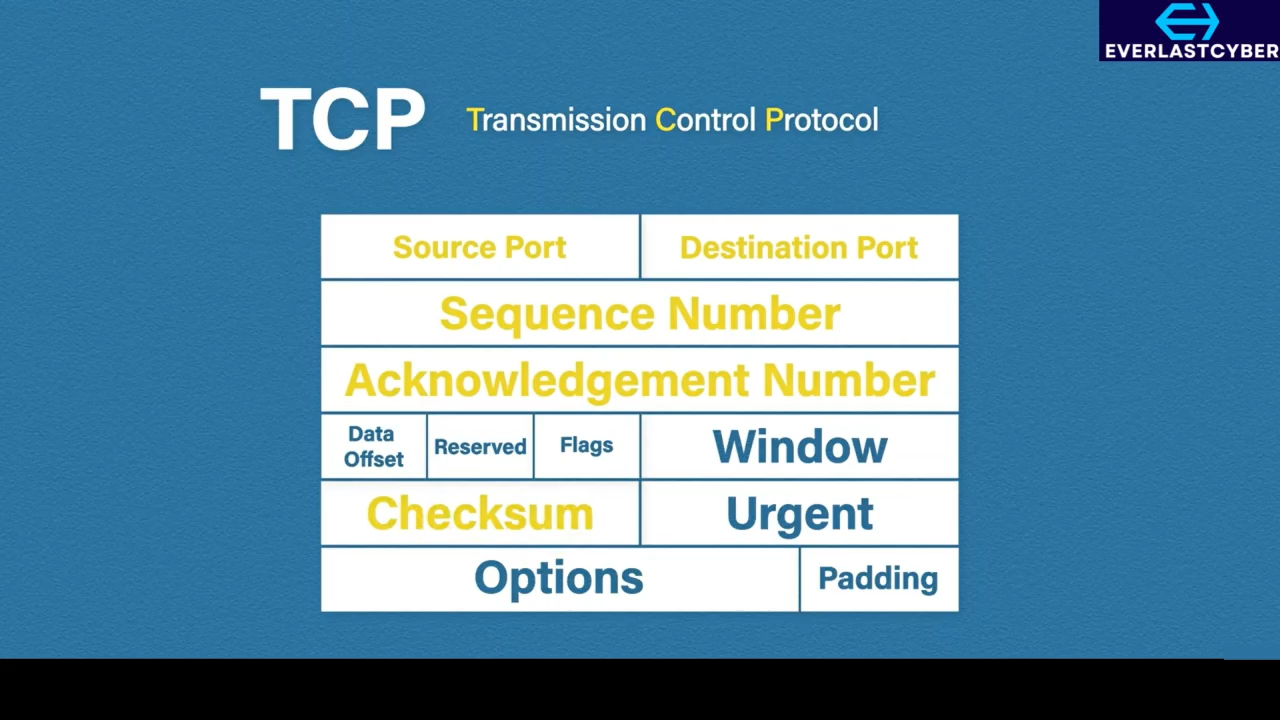 EVERLASTCYBER
TCP Transmission Control Protocol
Source Port Destination Port
Sequence Number
Acknowledgement Number
Data
Offset
Reserved
Flags
Window
Checksum Urgent
Options Padding